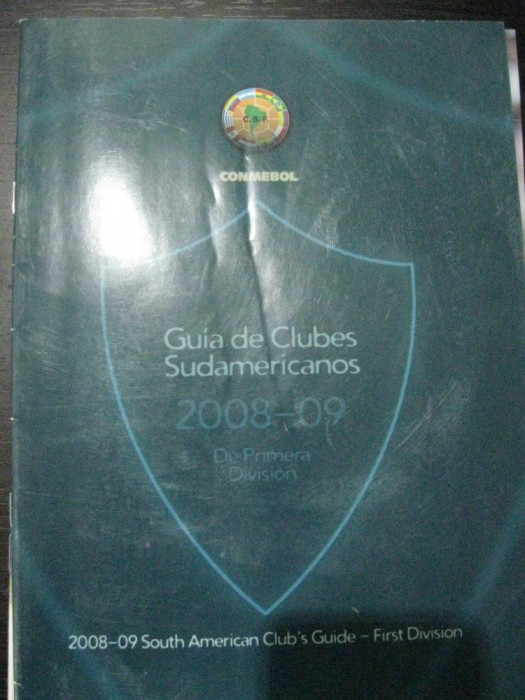 C.S.F.
CONMEBOL
Guía de Clubes
Sudamericanos
2008-09
De Primera
División
2008-09 South American Club's Guide - First Division